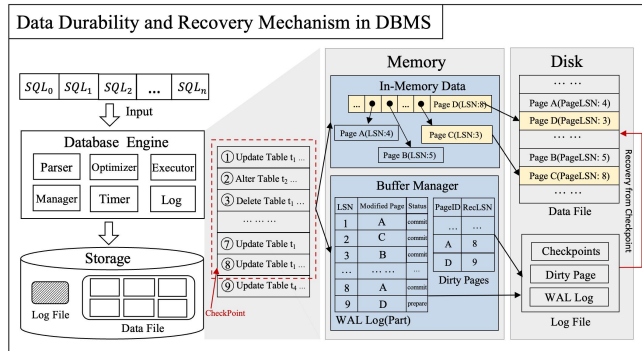 Data Durability and Recovery Mechanism in DBMS
SQL0 SQL1 SQL2 ... SQLn
Input
Database Engine
Parser Optimizer Executor
Manager Timer Log
Storage
Log File
Data File
① Update Table t1 ...
② Alter Table t2 ...
③ Delete Table t1 ...
... ... ...
⑦ Update Table t1
⑧ Update Table t1 ...
⑨ Update Table t4 ...
CheckPoint
Memory
In-Memory Data
... ... Page D(LSN:8)
Page A(LSN:4)
Page C(LSN:3)
Page B(LSN:5)
Buffer Manager
LSN Modified Page Status
1 A commit
2 C commit
3 B commit
... ... ... ...
8 A commit
9 D prepare
WAL Log(Part)
PageID RecLSN
... ...
A 8
D 9
Dirty Pages
Disk
... ...
Page A(PageLSN: 4)
Page D(PageLSN: 3)
... ...
Page B(PageLSN: 5)
Page C(PageLSN: 8)
... ...
Data File
Checkpoints
Dirty Page
WAL Log
Log File
Recovery from Checkpoint